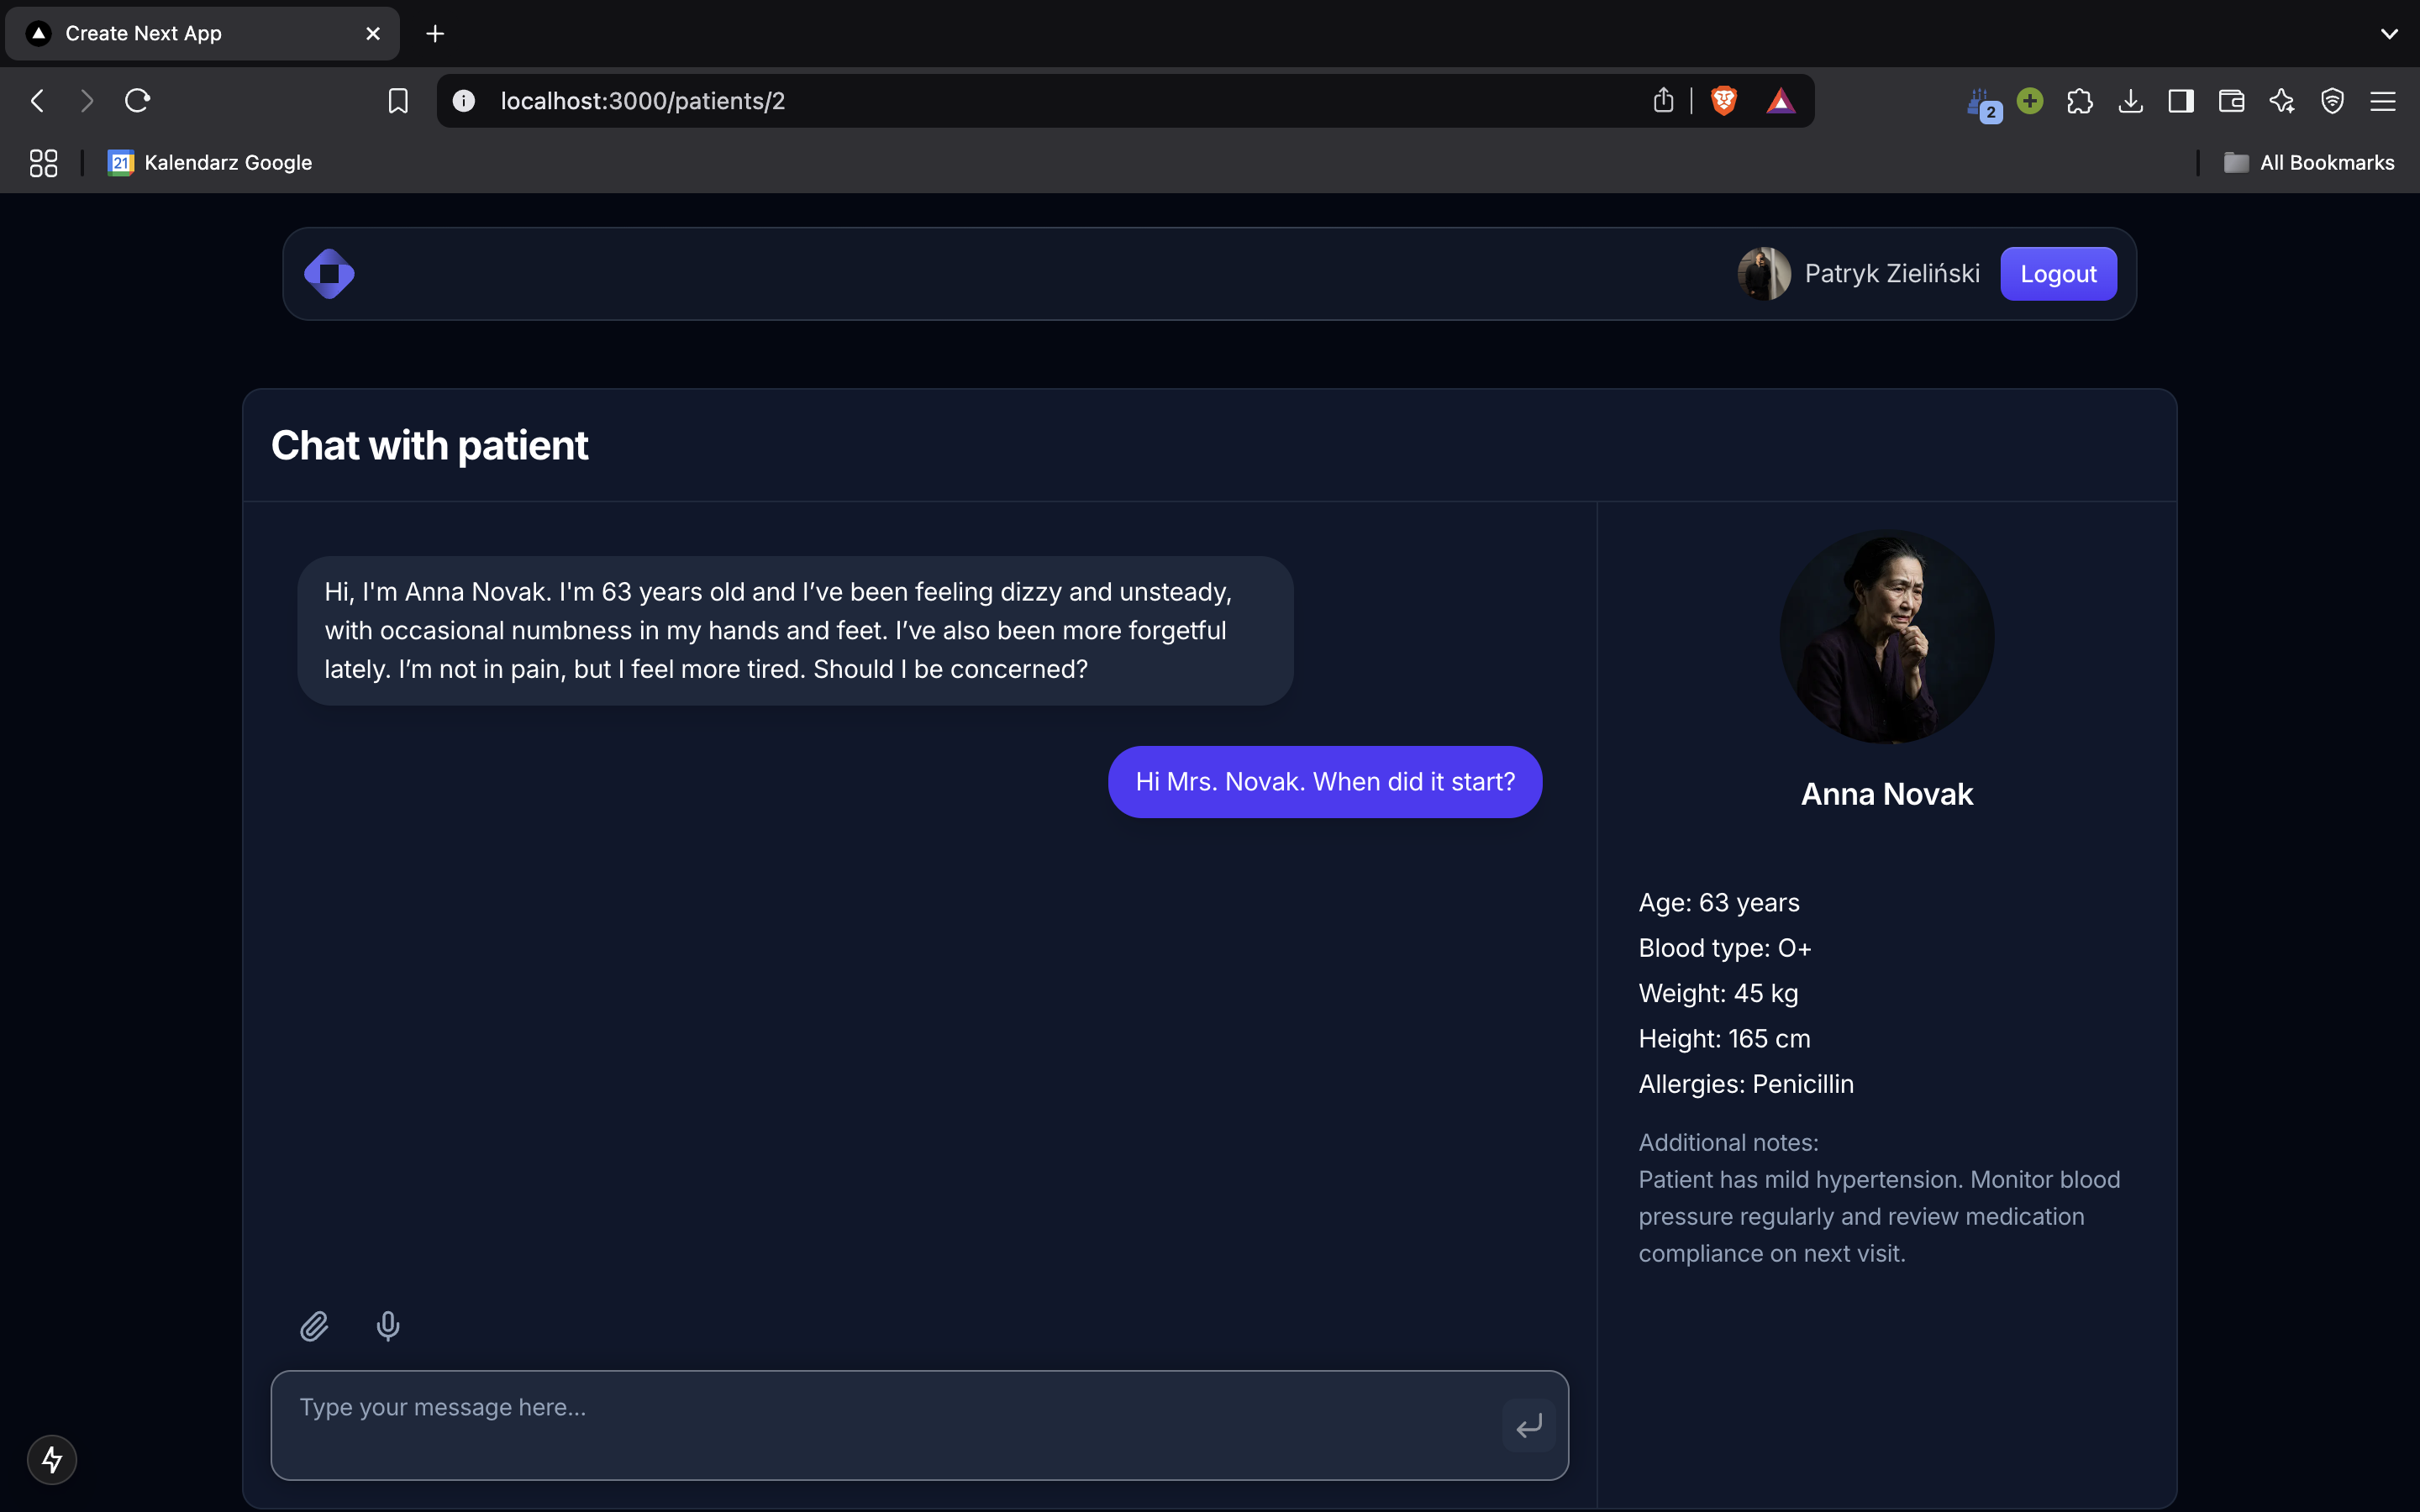 Create Next App
localhost:3000/patients/2
2
21 Kalendarz Google
All Bookmarks
Patryk Zieliński
Logout
Chat with patient
Hi, I'm Anna Novak. I'm 63 years old and I’ve been feeling dizzy and unsteady,
with occasional numbness in my hands and feet. I’ve also been more forgetful
lately. I’m not in pain, but I feel more tired. Should I be concerned?
Hi Mrs. Novak. When did it start?
Type your message here...
Anna Novak
Age: 63 years
Blood type: O+
Weight: 45 kg
Height: 165 cm
Allergies: Penicillin
Additional notes:
Patient has mild hypertension. Monitor blood
pressure regularly and review medication
compliance on next visit.